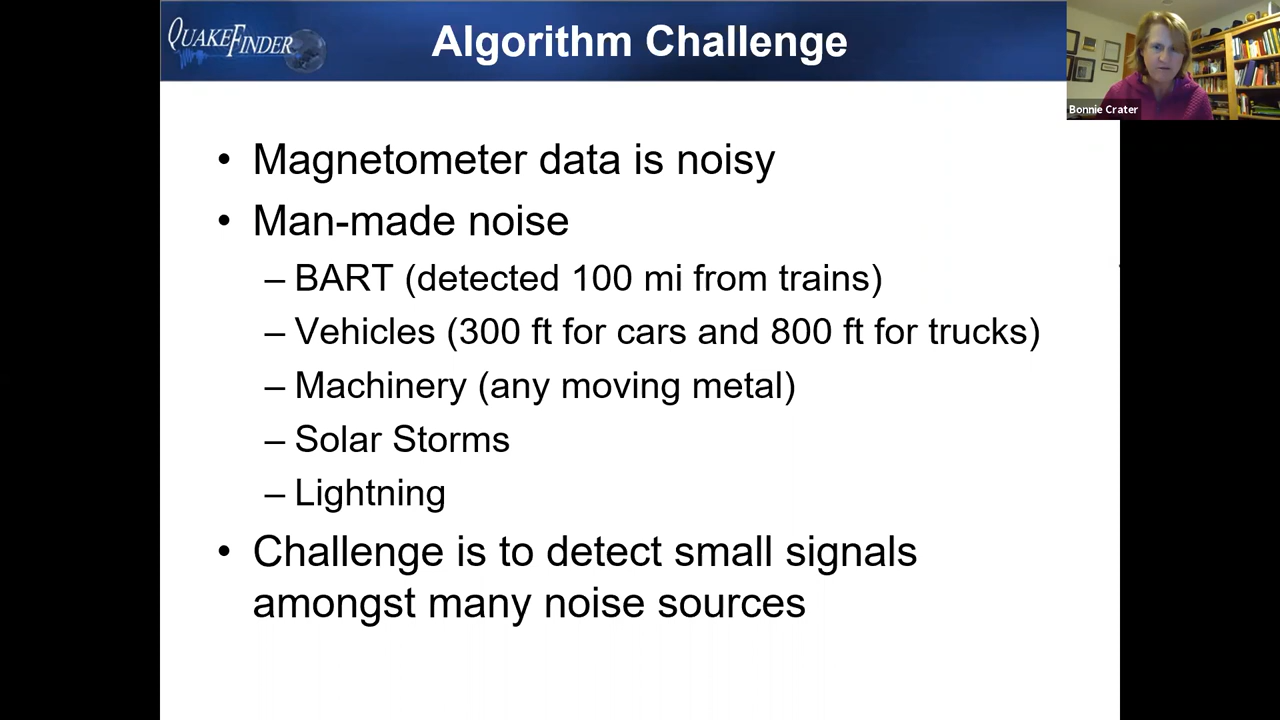 QUAKEFINDER
Algorithm Challenge
Bonnie Crater
• Magnetometer data is noisy
• Man-made noise
– BART (detected 100 mi from trains)
– Vehicles (300 ft for cars and 800 ft for trucks)
– Machinery (any moving metal)
– Solar Storms
– Lightning
• Challenge is to detect small signals
amongst many noise sources